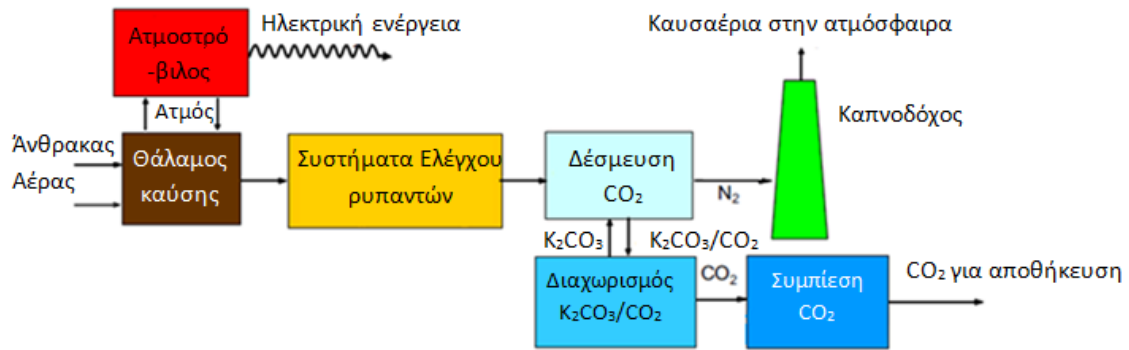 Ηλεκτρική ενέργεια
Καυσαέρια στην ατμόσφαιρα
Ατμοστρό
-βιλος
Ατμός
Καπνοδόχος
Άνθρακας
Αέρας
Θάλαμος
καύσης
Συστήματα Ελέγχου
ρυπαντών
Δέσμευση
CO₂
N₂
K₂CO₃
K₂CO₃/CO₂
Διαχωρισμός
K₂CO₃/CO₂
CO₂
Συμπίεση
CO₂
CO₂ για αποθήκευση